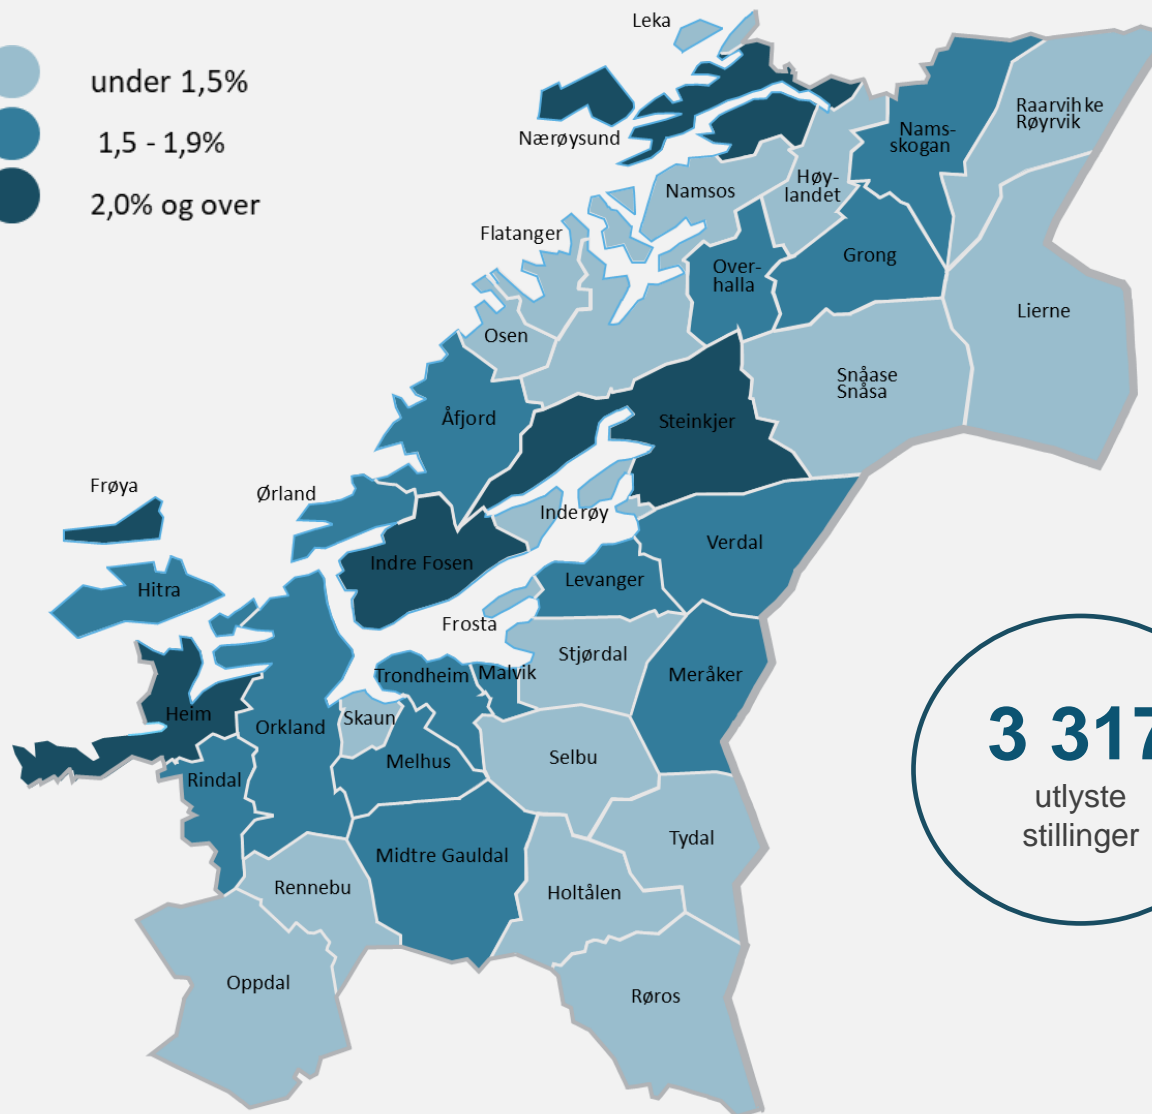 Leka
under 1,5%
1,5 - 1,9%
2,0% og over
Nærøysund
Nams-
skogan
Raarvihke
Røyrvik
Namsos
Høy-
landet
Flatanger
Over-
halla
Grong
Lierne
Osen
Snåase
Snåsa
Åfjord
Steinkjer
Frøya
Ørland
Inderøy
Verdal
Indre Fosen
Levanger
Hitra
Frosta
Stjørdal
Trondheim
Malvik
Meråker
Heim
Skaun
Orkland
Melhus
Selbu
Rindal
3 317
utlyste
stillinger
Tydal
Midtre Gauldal
Rennebu
Holtålen
Oppdal
Røros